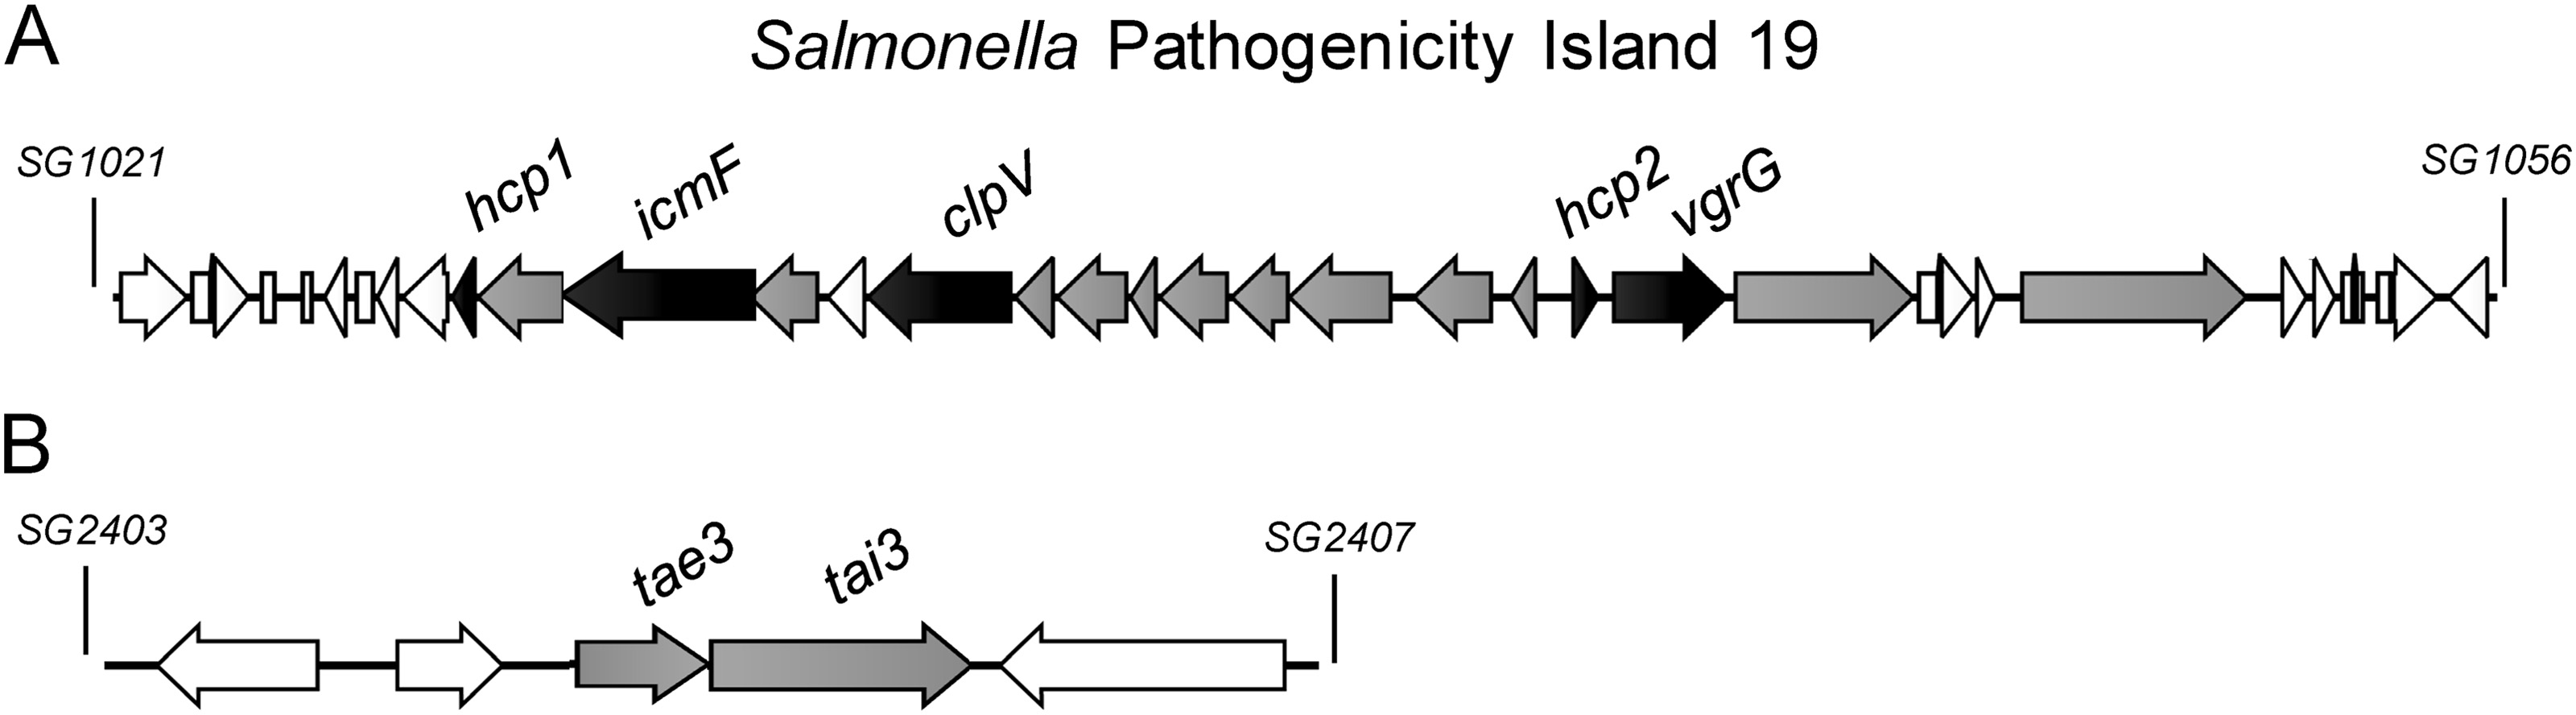 A
Salmonella Pathogenicity Island 19
SG1021
hcp1
icmF
clpV
hcp2
vgrG
SG1056
B
SG2403
tae3
tai3
SG2407